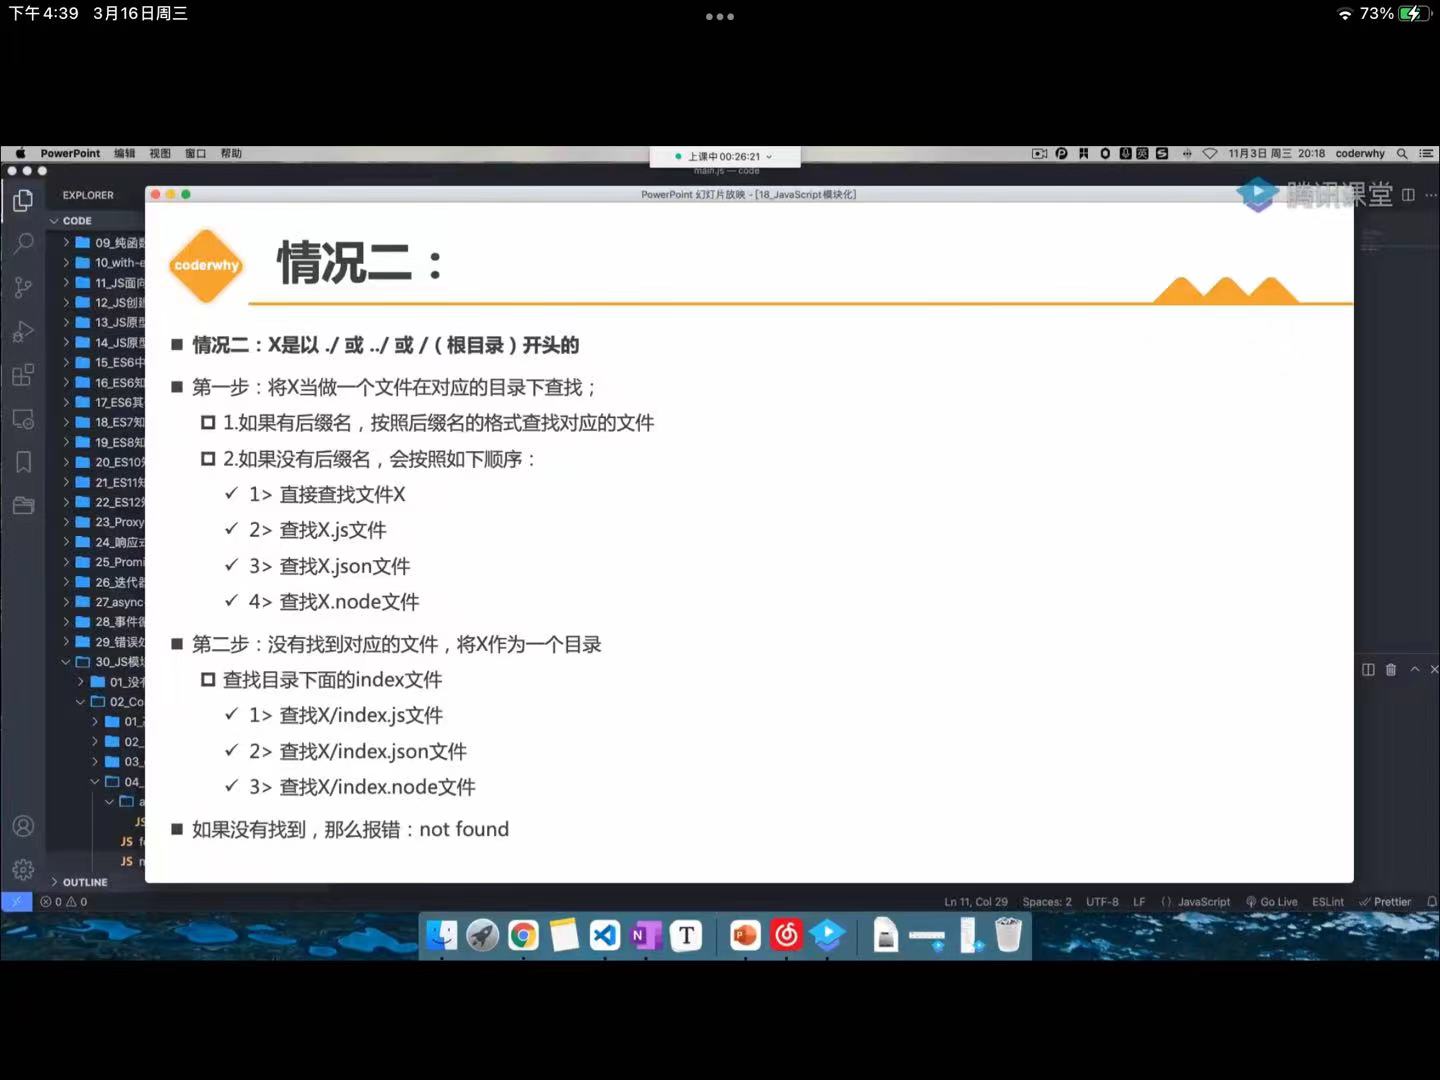 下午4:39 3月16日周三
73%
PowerPoint 编辑 视图 窗口 帮助
上课中 00:26:21
11月3日 周三 20:18 coderwhy
main.js — code
EXPLORER
PowerPoint 幻灯片放映 - [18_JavaScript模块化]
腾讯课堂
CODE
09_纯函数
10_with-e
11_JS面向
12_JS创建
13_JS原型
14_JS原型
15_ES6中
16_ES6知
17_ES6其
18_ES7知
19_ES8知
20_ES10
21_ES11知
22_ES12知
23_Proxy
24_响应式
25_Promi
26_迭代器
27_async
28_事件循
29_错误处
30_JS模块
01_没有
02_Co
01_
02_
03_
04_
a
JS
JS f
JS m
OUTLINE
coderwhy
情况二：
情况二：X是以 ./ 或 ../ 或 /（根目录）开头的
第一步：将X当做一个文件在对应的目录下查找；
1.如果有后缀名，按照后缀名的格式查找对应的文件
2.如果没有后缀名，会按照如下顺序：
1> 直接查找文件X
2> 查找X.js文件
3> 查找X.json文件
4> 查找X.node文件
第二步：没有找到对应的文件，将X作为一个目录
查找目录下面的index文件
1> 查找X/index.js文件
2> 查找X/index.json文件
3> 查找X/index.node文件
如果没有找到，那么报错：not found
0 0
Ln 11, Col 29 Spaces: 2 UTF-8 LF {} JavaScript Go Live ESLint Prettier